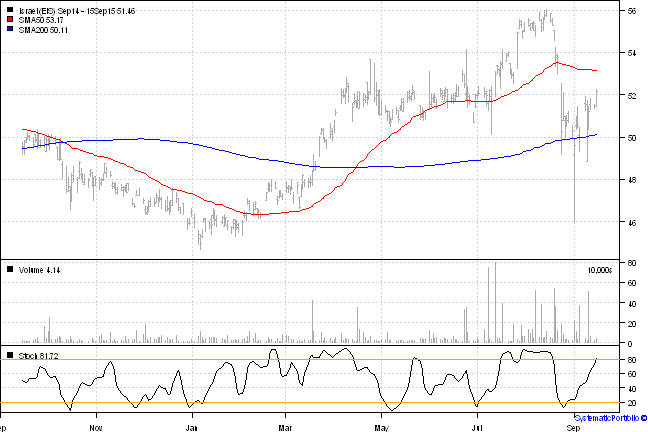 Israel(EIS) Sep14 - 15Sep15 51.46
SMA50 53.17
SMA200 50.11
56
54
52
50
48
46
Volume 4.14
10,000s
80
60
40
20
0
Stoch 81.72
80
60
40
20
ep Nov Jan Mar May Jul Sep
SystematicPortfolio ©